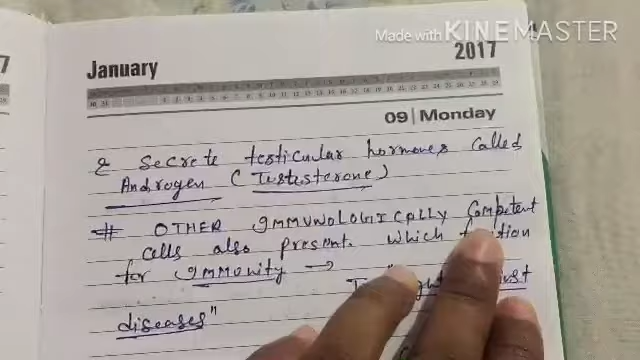 Made with KINEMASTER
January
2017
09 | Monday
& secrete testicular hormones called
Androgen (Testesterone)
# OTHER IMMUNOLOGICALLY Competent
cells also present. which
for Immunity →
diseases"